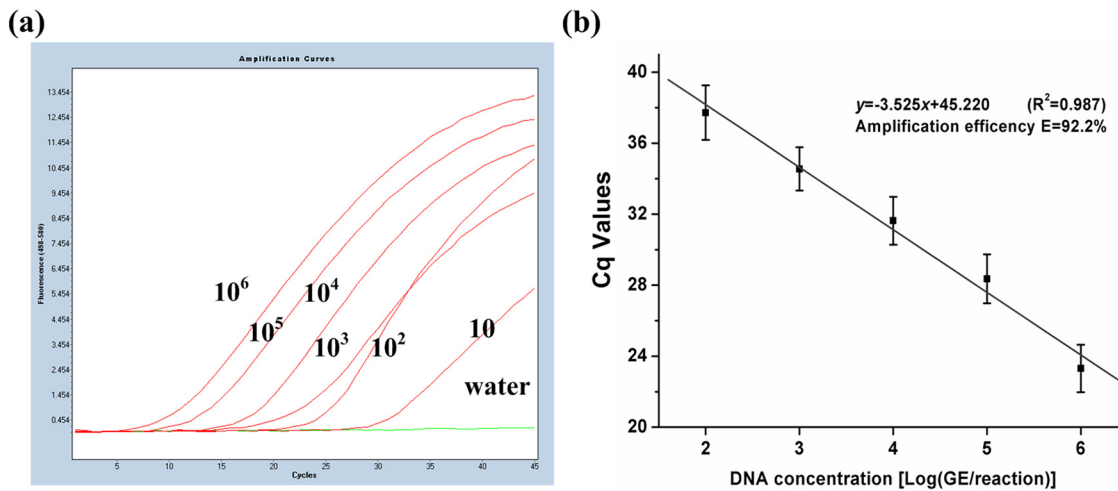 (a)
Amplification Curves
13.454
12.454
11.454
10.454
9.454
8.454
7.454
6.454
5.454
4.454
3.454
2.454
1.454
0.454
Fluorescence (498-580)
10⁶
10⁵
10⁴
10³
10²
10
water
5 10 15 20 25 30 35 40 45
Cycles
(b)
40
36
32
28
24
20
Cq Values
y=-3.525x+45.220 (R²=0.987)
Amplification efficency E=92.2%
2 3 4 5 6
DNA concentration [Log(GE/reaction)]